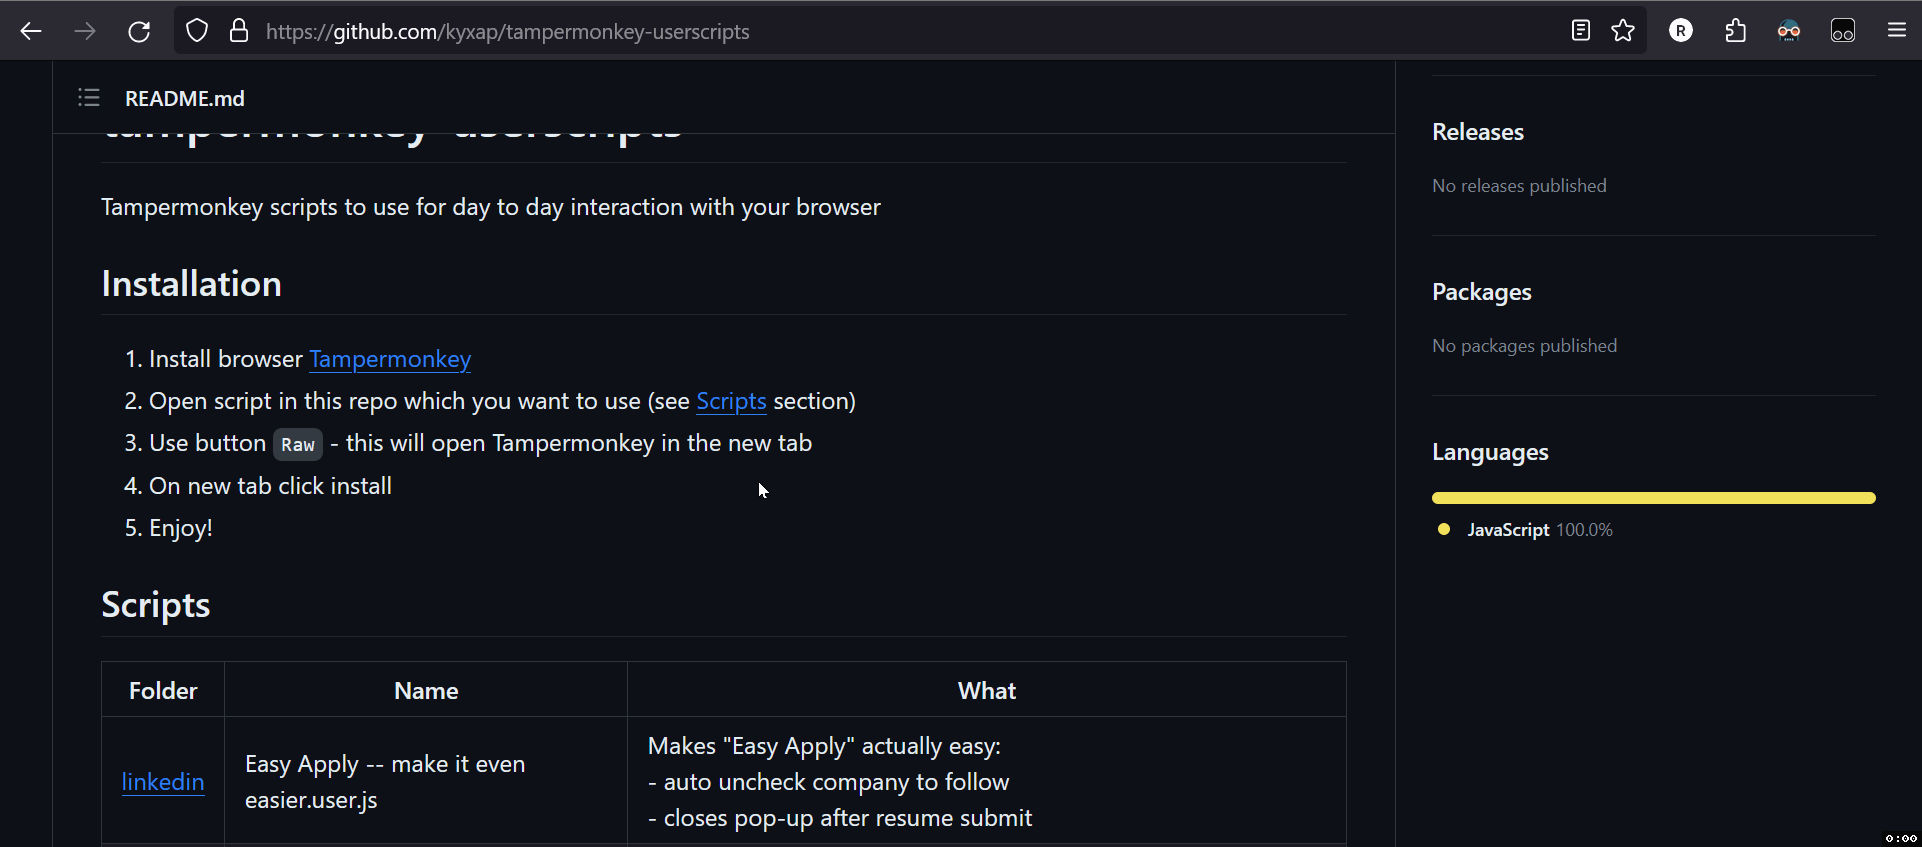 https://github.com/kyxap/tampermonkey-userscripts
R
README.md
tampermonkey-userscripts
Tampermonkey scripts to use for day to day interaction with your browser
Installation
1. Install browser Tampermonkey
2. Open script in this repo which you want to use (see Scripts section)
3. Use button Raw - this will open Tampermonkey in the new tab
4. On new tab click install
5. Enjoy!
Scripts
Folder
Name
What
linkedin
Easy Apply -- make it even
easier.user.js
Makes "Easy Apply" actually easy:
- auto uncheck company to follow
- closes pop-up after resume submit
Releases
No releases published
Packages
No packages published
Languages
JavaScript 100.0%
0:00